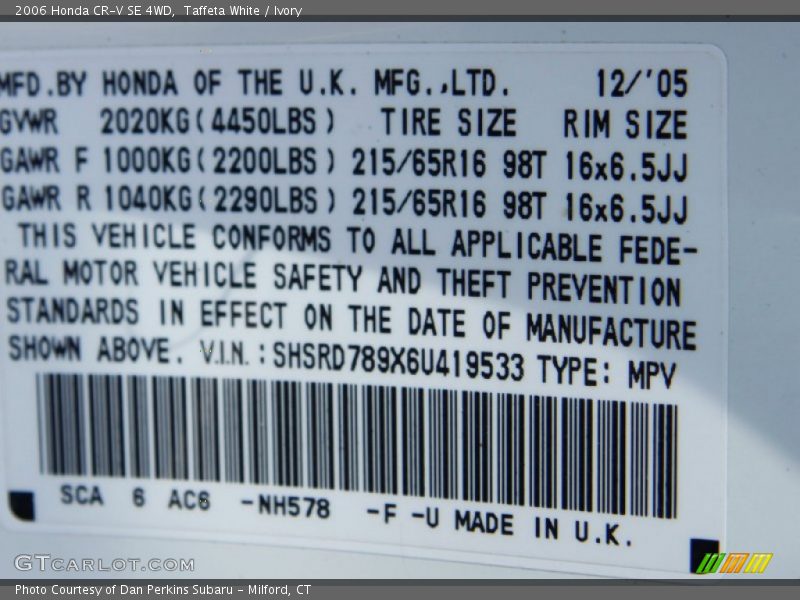 2006 Honda CR-V SE 4WD, Taffeta White / Ivory
MFD.BY HONDA OF THE U.K. MFG.,LTD. 12/'05
GVWR 2020KG(4450LBS) TIRE SIZE RIM SIZE
GAWR F 1000KG(2200LBS) 215/65R16 98T 16x6.5JJ
GAWR R 1040KG(2290LBS) 215/65R16 98T 16x6.5JJ
THIS VEHICLE CONFORMS TO ALL APPLICABLE FEDE-
RAL MOTOR VEHICLE SAFETY AND THEFT PREVENTION
STANDARDS IN EFFECT ON THE DATE OF MANUFACTURE
SHOWN ABOVE. V.I.N.:SHSRD789X6U419533 TYPE: MPV
SCA 6 AC6 -NH578 -F -U MADE IN U.K.
GTCARLOT.COM
Photo Courtesy of Dan Perkins Subaru - Milford, CT